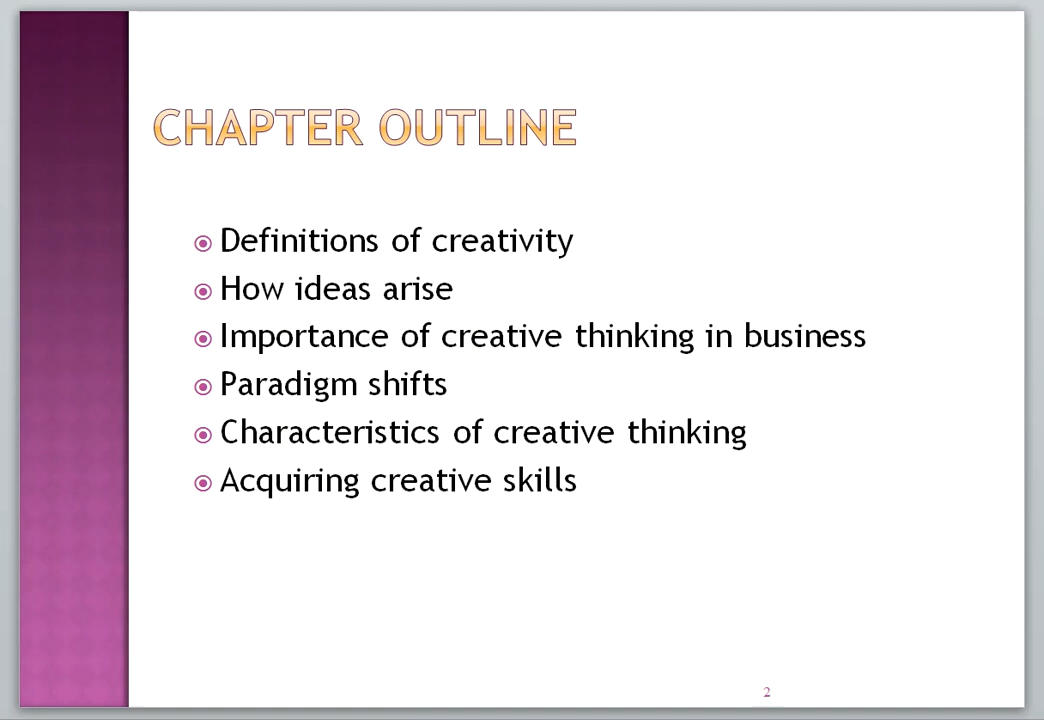 CHAPTER OUTLINE
Definitions of creativity
How ideas arise
Importance of creative thinking in business
Paradigm shifts
Characteristics of creative thinking
Acquiring creative skills
2